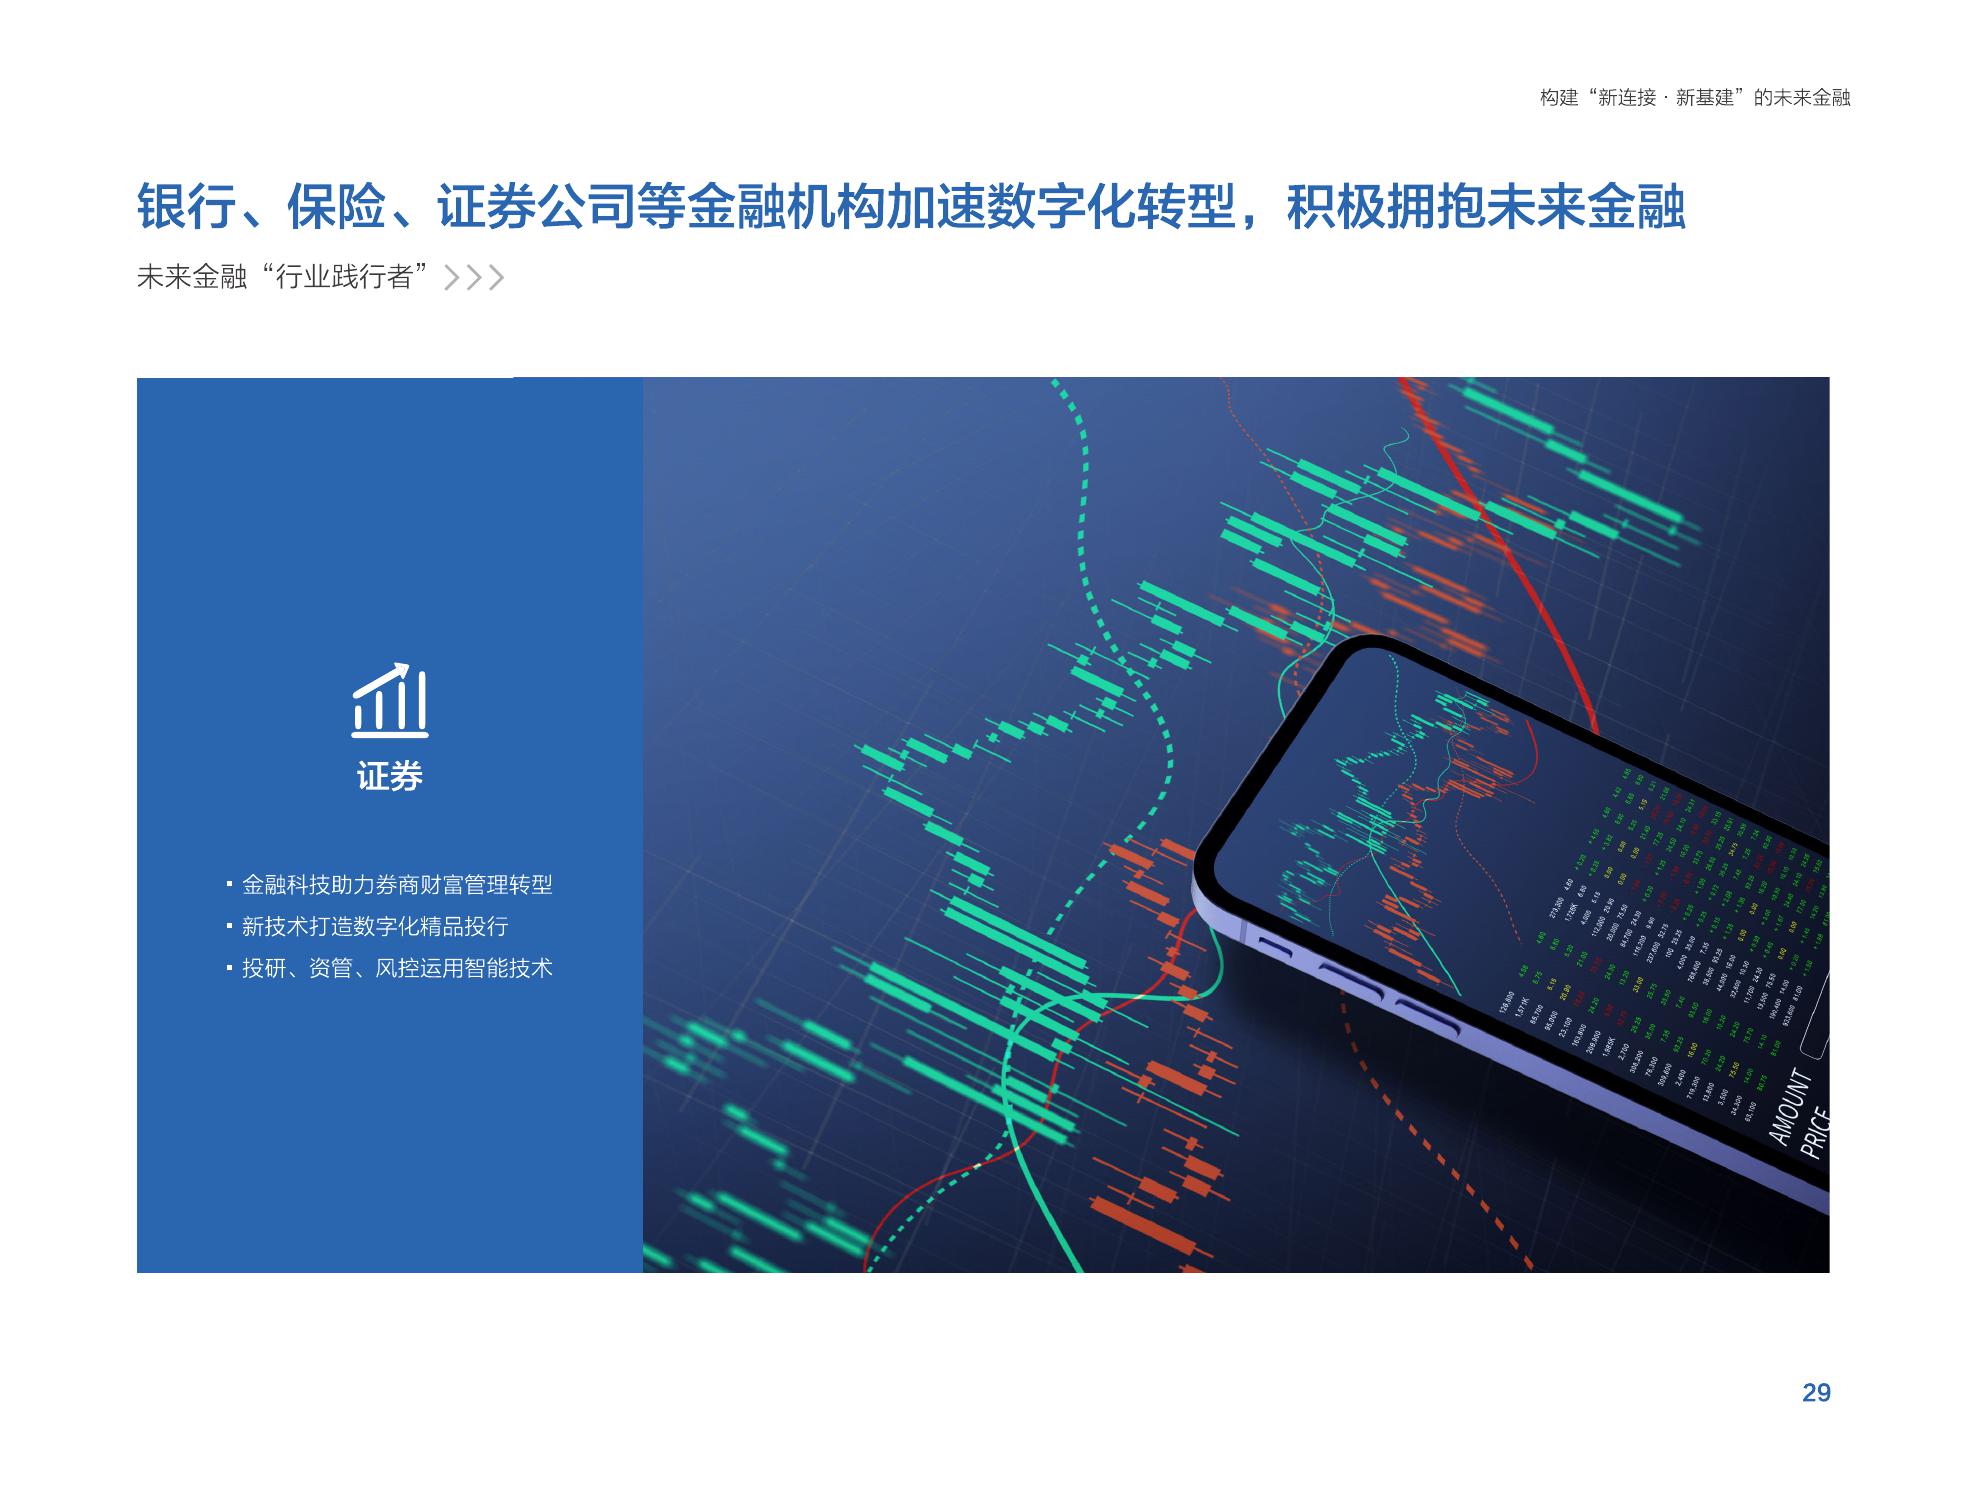 构建“新连接·新基建”的未来金融
银行、保险、证券公司等金融机构加速数字化转型，积极拥抱未来金融
未来金融“行业践行者”
证券
▪ 金融科技助力券商财富管理转型
▪ 新技术打造数字化精品投行
▪ 投研、资管、风控运用智能技术
AMOUNT
PRICE
29